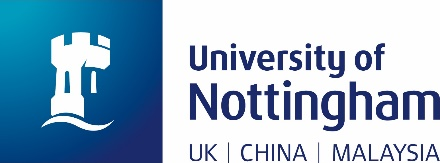 University of
Nottingham
UK | CHINA | MALAYSIA